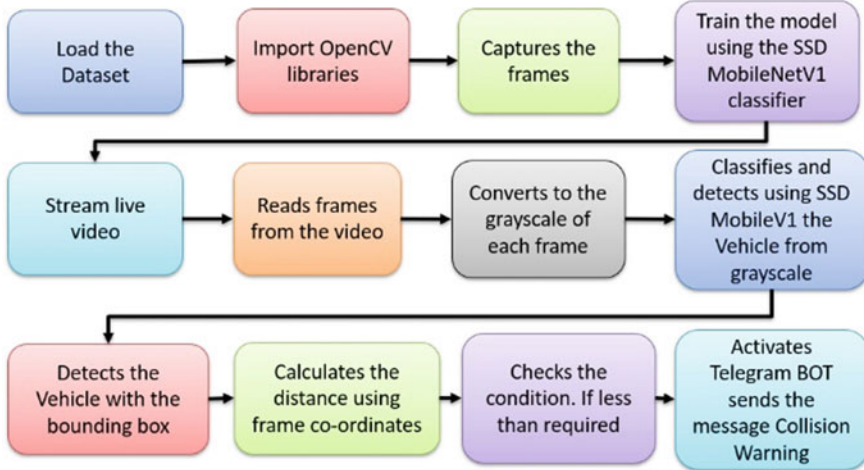 Load the
Dataset
Import OpenCV
libraries
Captures the
frames
Train the model
using the SSD
MobileNetV1
classifier
Stream live
video
Reads frames
from the video
Converts to the
grayscale of
each frame
Classifies and
detects using SSD
MobileV1 the
Vehicle from
grayscale
Detects the
Vehicle with the
bounding box
Calculates the
distance using
frame co-ordinates
Checks the
condition. If less
than required
Activates
Telegram BOT
sends the
message Collision
Warning